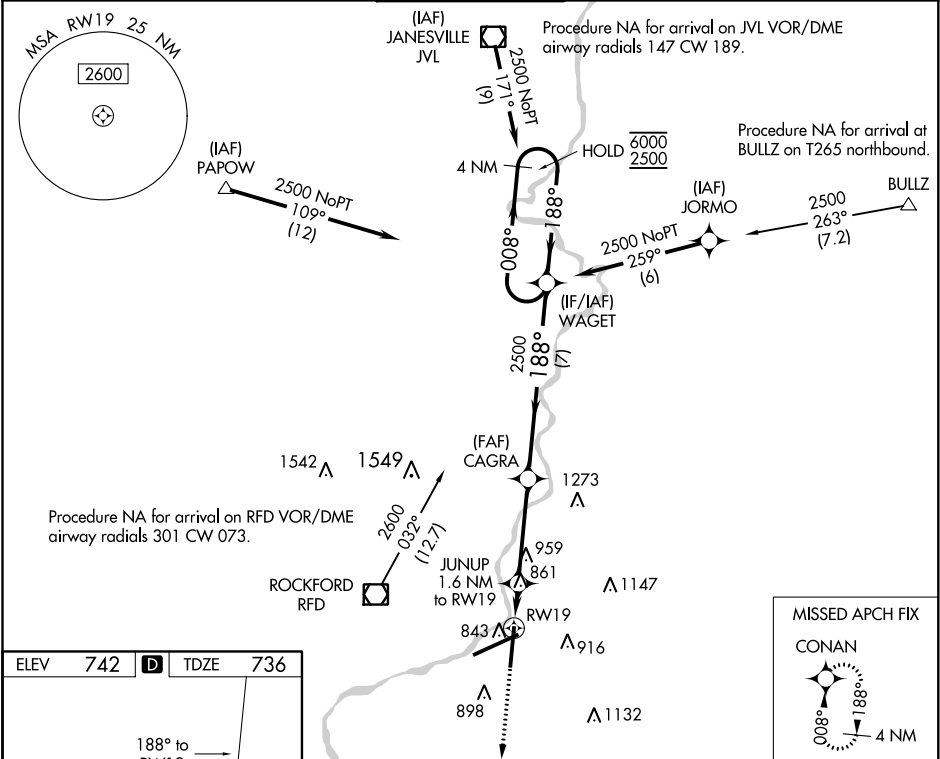 MSA RW19 25 NM
2600
(IAF)
JANESVILLE
JVL
Procedure NA for arrival on JVL VOR/DME
airway radials 147 CW 189.
2500 NoPT
171°
(9)
Procedure NA for arrival at
BULLZ on T265 northbound.
HOLD 6000
2500
4 NM
008°
188°
(IAF)
PAPOW
2500 NoPT
109°
(12)
(IAF)
JORMO
2500 NoPT
259°
(6)
BULLZ
2500
263°
(7.2)
(IF/IAF)
WAGET
2500
188°
(7)
(FAF)
CAGRA
1542
1549
1273
Procedure NA for arrival on RFD VOR/DME
airway radials 301 CW 073.
2600
032°
(12.7)
ROCKFORD
RFD
JUNUP
1.6 NM
to RW19
959
861
1147
RW19
843
916
898
1132
MISSED APCH FIX
CONAN
008°
188°
4 NM
ELEV 742 D TDZE 736
188° to